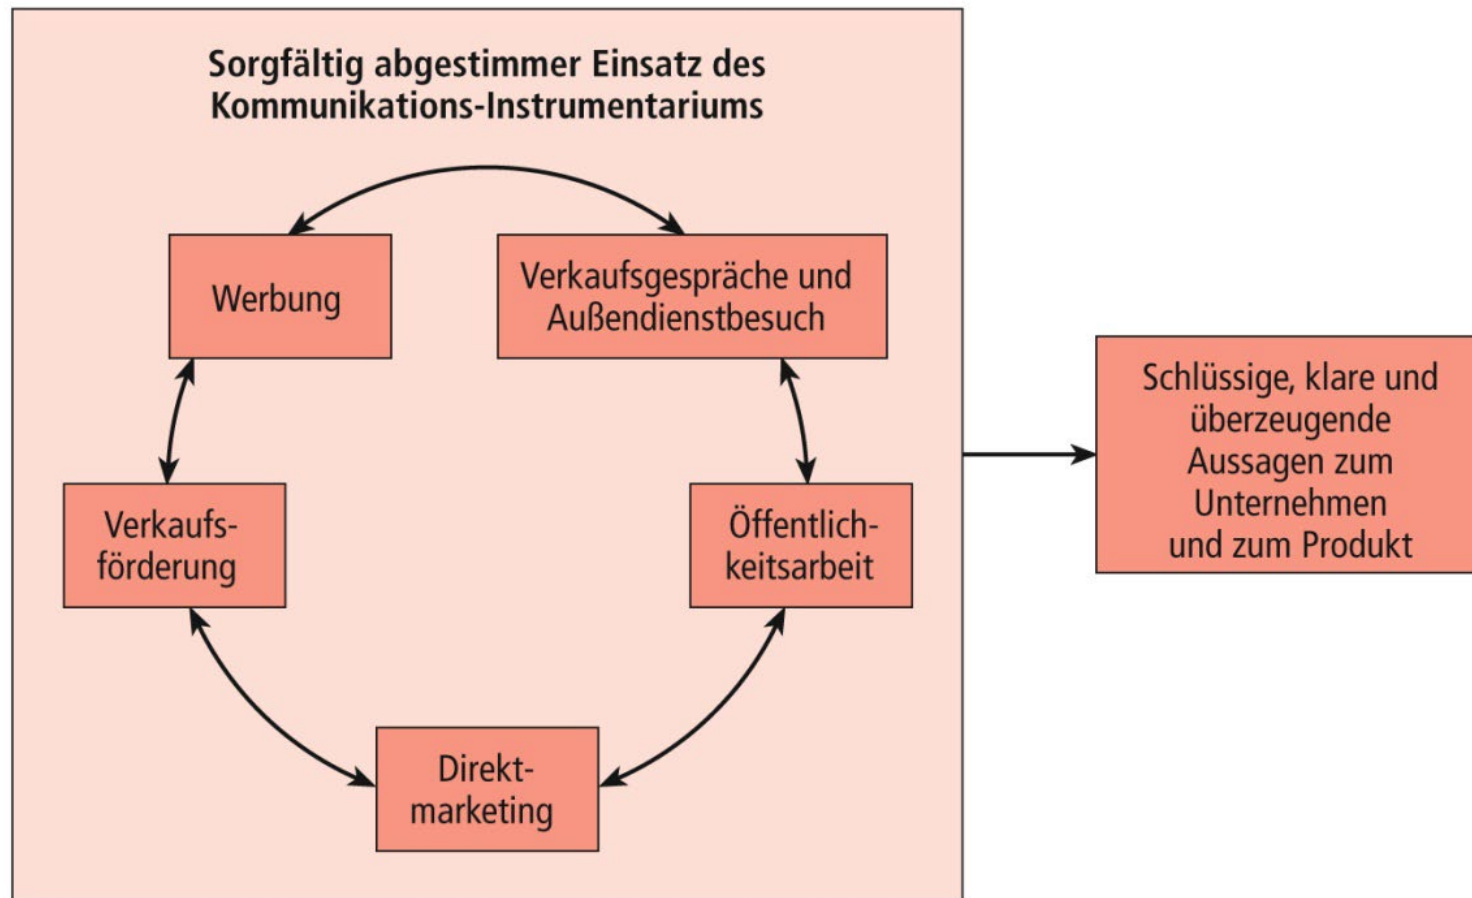 Sorgfältig abgestimmer Einsatz des
Kommunikations-Instrumentariums
Werbung
Verkaufsgespräche und
Außendienstbesuch
Verkaufs-
förderung
Öffentlich-
keitsarbeit
Direkt-
marketing
Schlüssige, klare und
überzeugende
Aussagen zum
Unternehmen
und zum Produkt